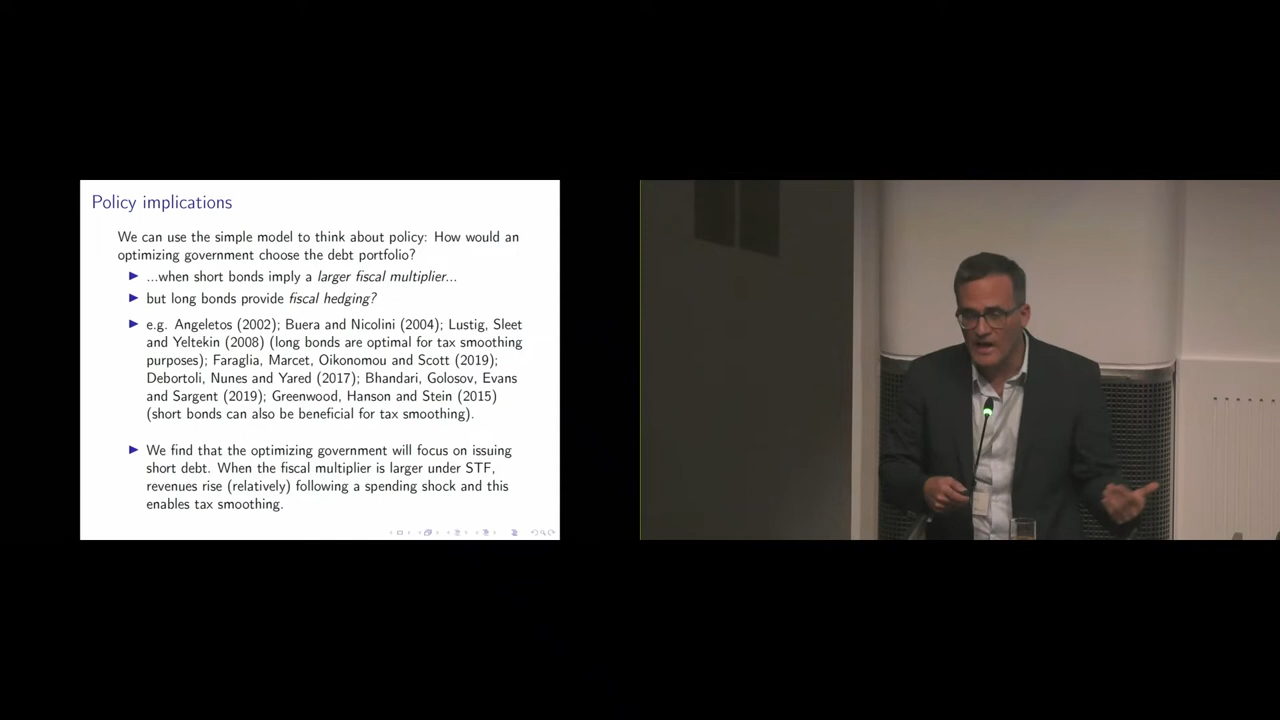 Policy implications
We can use the simple model to think about policy: How would an
optimizing government choose the debt portfolio?
...when short bonds imply a larger fiscal multiplier...
but long bonds provide fiscal hedging?
e.g. Angeletos (2002); Buera and Nicolini (2004); Lustig, Sleet
and Yeltekin (2008) (long bonds are optimal for tax smoothing
purposes); Faraglia, Marcet, Oikonomou and Scott (2019);
Debortoli, Nunes and Yared (2017); Bhandari, Golosov, Evans
and Sargent (2019); Greenwood, Hanson and Stein (2015)
(short bonds can also be beneficial for tax smoothing).
We find that the optimizing government will focus on issuing
short debt. When the fiscal multiplier is larger under STF,
revenues rise (relatively) following a spending shock and this
enables tax smoothing.